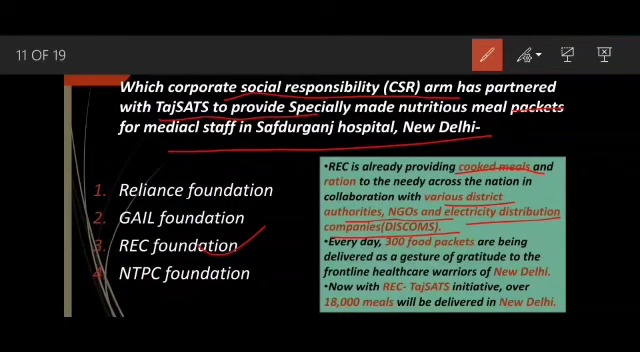 11 OF 19
Which corporate social responsibility (CSR) arm has partnered
with TajSATS to provide Specially made nutritious meal packets
for mediacl staff in Safdurganj hospital, New Delhi-
1. Reliance foundation
2. GAIL foundation
3. REC foundation
4. NTPC foundation
•REC is already providing cooked meals and
ration to the needy across the nation in
collaboration with various district
authorities, NGOs and electricity distribution
companies(DISCOMS).
•Every day, 300 food packets are being
delivered as a gesture of gratitude to the
frontline healthcare warriors of New Delhi.
•Now with REC- TajSATS initiative, over
18,000 meals will be delivered in New Delhi.